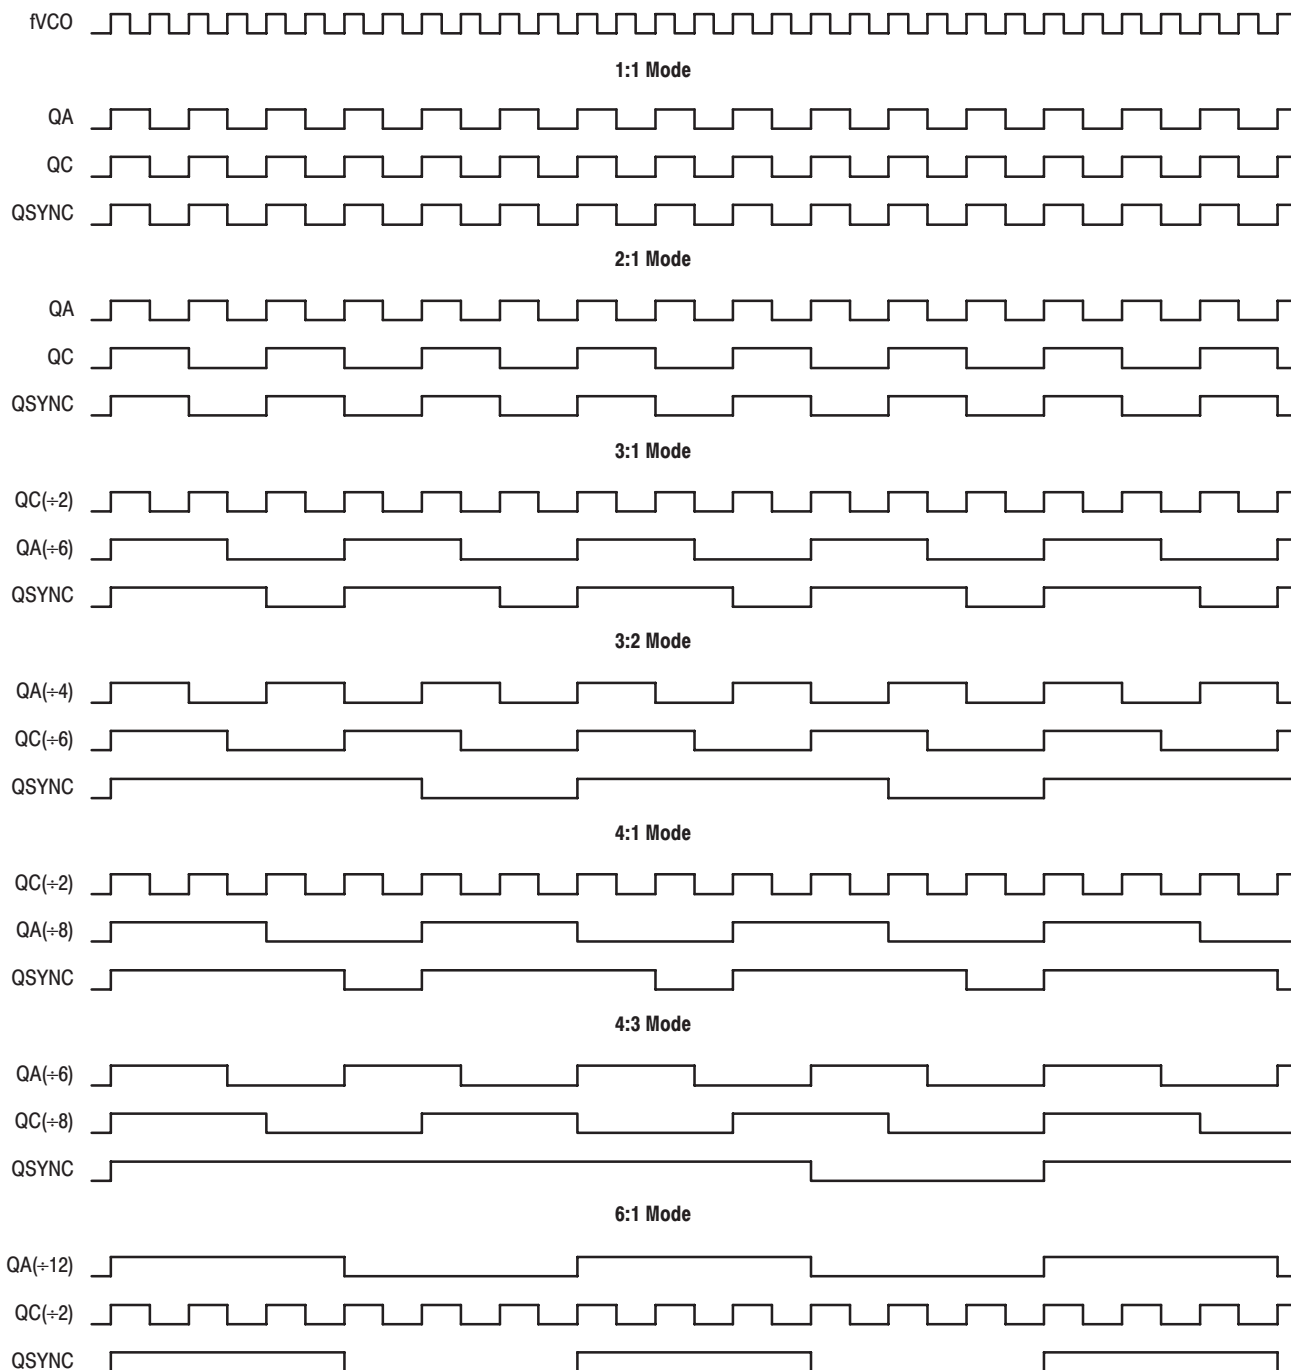 fVCO
1:1 Mode
QA
QC
QSYNC
2:1 Mode
QA
QC
QSYNC
3:1 Mode
QC(÷2)
QA(÷6)
QSYNC
3:2 Mode
QA(÷4)
QC(÷6)
QSYNC
4:1 Mode
QC(÷2)
QA(÷8)
QSYNC
4:3 Mode
QA(÷6)
QC(÷8)
QSYNC
6:1 Mode
QA(÷12)
QC(÷2)
QSYNC